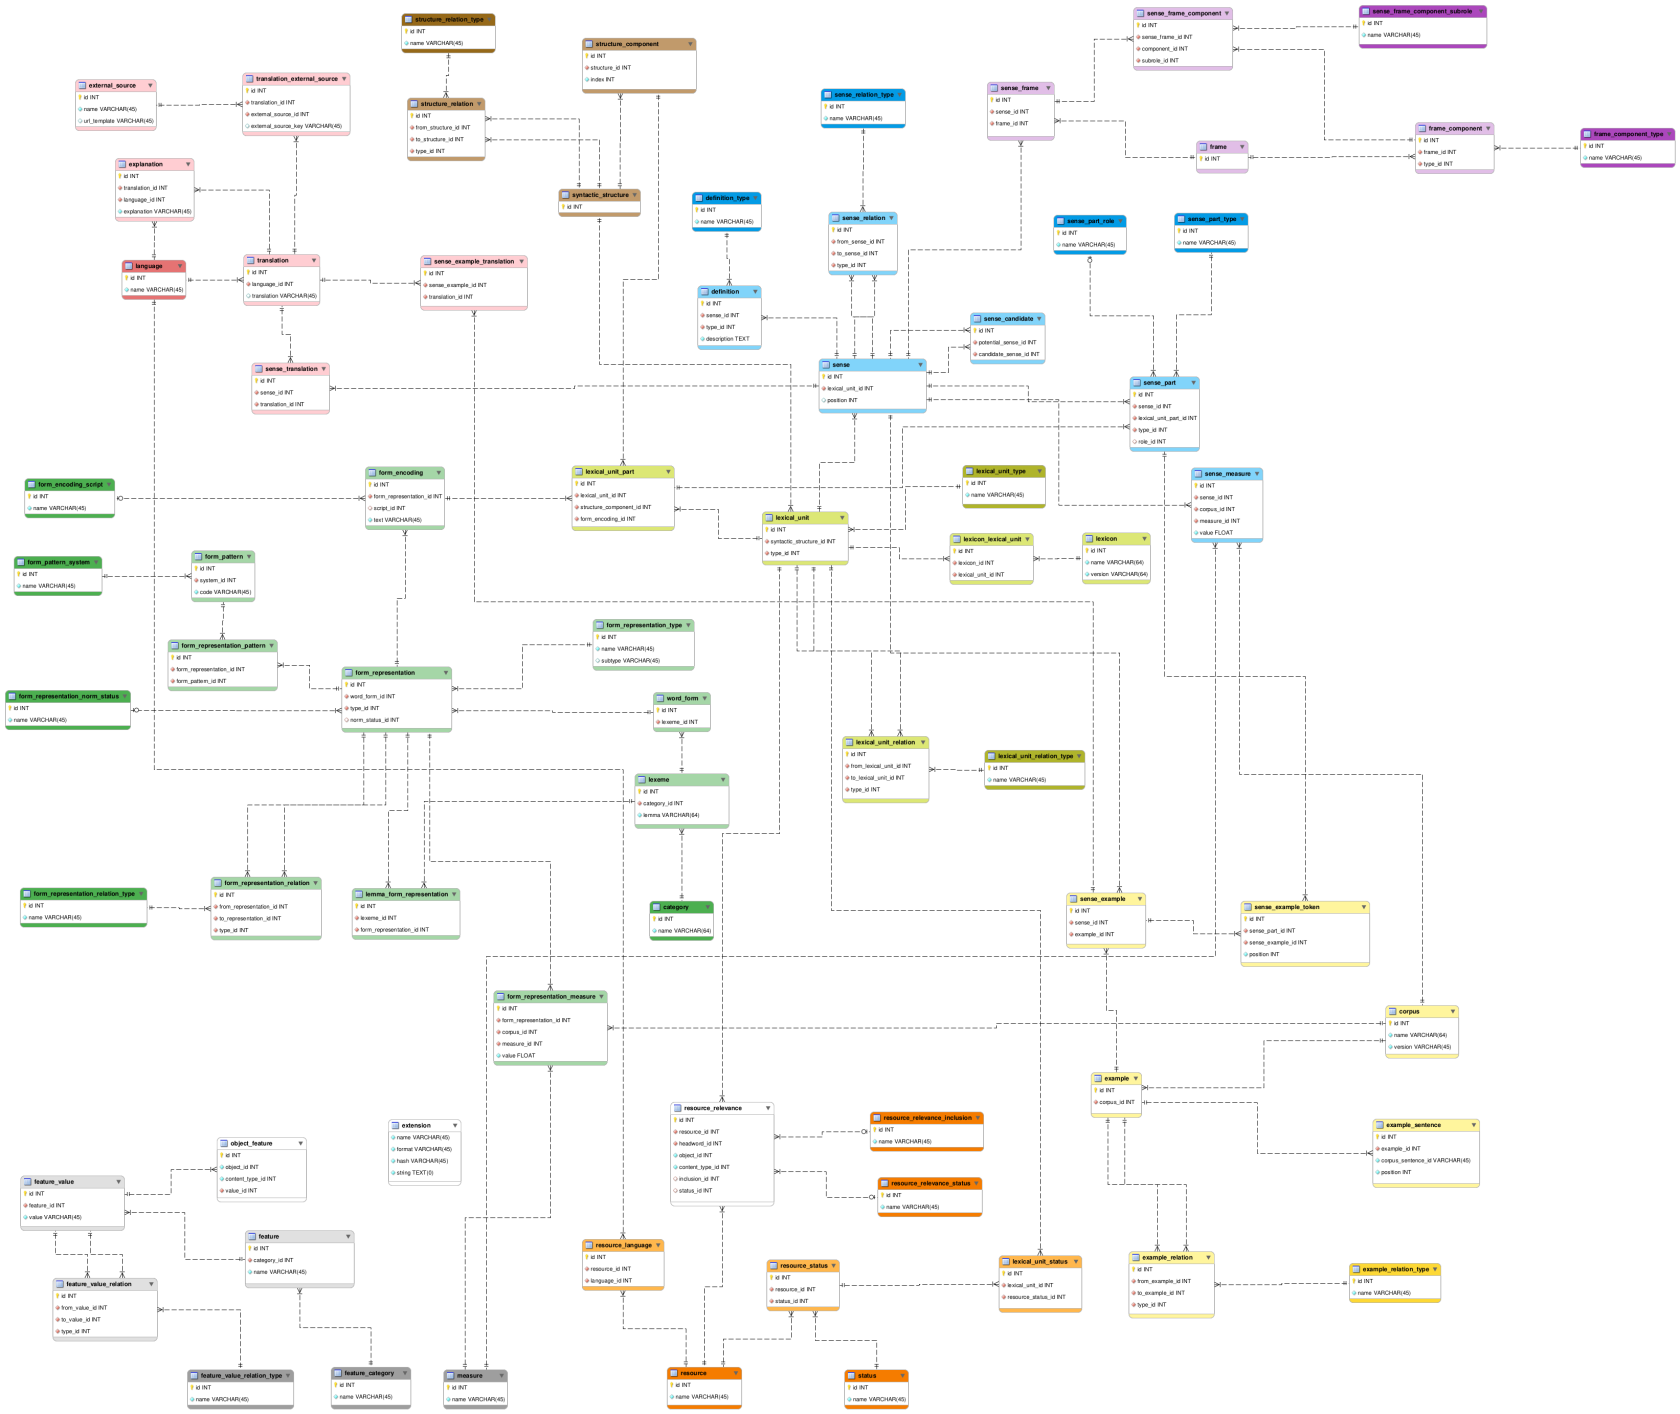 structure_relation_type
id INT
name VARCHAR(45)
structure_component
id INT
structure_id INT
index INT
sense_frame_component
id INT
sense_frame_id INT
component_id INT
subrole_id INT
sense_frame_component_subrole
id INT
name VARCHAR(45)
external_source
id INT
name VARCHAR(45)
url_template VARCHAR(45)
translation_external_source
id INT
translation_id INT
external_source_id INT
external_source_key VARCHAR(45)
structure_relation
id INT
from_structure_id INT
to_structure_id INT
type_id INT
sense_relation_type
id INT
name VARCHAR(45)
sense_frame
id INT
sense_id INT
frame_id INT
frame
id INT
frame_component
id INT
frame_id INT
type_id INT
frame_component_type
id INT
name VARCHAR(45)
explanation
id INT
translation_id INT
language_id INT
explanation VARCHAR(45)
syntactic_structure
id INT
definition_type
id INT
name VARCHAR(45)
sense_relation
id INT
from_sense_id INT
to_sense_id INT
type_id INT
sense_part_role
id INT
name VARCHAR(45)
sense_part_type
id INT
name VARCHAR(45)
language
id INT
name VARCHAR(45)
translation
id INT
language_id INT
translation VARCHAR(45)
sense_example_translation
id INT
sense_example_id INT
translation_id INT
definition
id INT
sense_id INT
type_id INT
description TEXT
sense_candidate
id INT
potential_sense_id INT
candidate_sense_id INT
sense_translation
id INT
sense_id INT
translation_id INT
sense
id INT
lexical_unit_id INT
position INT
sense_part
id INT
sense_id INT
lexical_unit_part_id INT
type_id INT
role_id INT
form_encoding_script
id INT
name VARCHAR(45)
form_encoding
id INT
form_representation_id INT
script_id INT
text VARCHAR(45)
lexical_unit_part
id INT
lexical_unit_id INT
structure_component_id INT
form_encoding_id INT
lexical_unit_type
id INT
name VARCHAR(45)
sense_measure
id INT
sense_id INT
corpus_id INT
measure_id INT
value FLOAT
lexical_unit
id INT
syntactic_structure_id INT
type_id INT
lexicon_lexical_unit
id INT
lexicon_id INT
lexical_unit_id INT
lexicon
id INT
name VARCHAR(64)
version VARCHAR(64)
form_pattern_system
id INT
name VARCHAR(45)
form_pattern
id INT
system_id INT
code VARCHAR(45)
form_representation_type
id INT
name VARCHAR(45)
subtype VARCHAR(45)
form_representation_pattern
id INT
form_representation_id INT
form_pattern_id INT
form_representation
id INT
word_form_id INT
type_id INT
norm_status_id INT
form_representation_norm_status
id INT
name VARCHAR(45)
word_form
id INT
lexeme_id INT
lexical_unit_relation
id INT
from_lexical_unit_id INT
to_lexical_unit_id INT
type_id INT
lexical_unit_relation_type
id INT
name VARCHAR(45)
lexeme
id INT
category_id INT
lemma VARCHAR(64)
form_representation_relation_type
id INT
name VARCHAR(45)
form_representation_relation
id INT
from_representation_id INT
to_representation_id INT
type_id INT
lemma_form_representation
id INT
lexeme_id INT
form_representation_id INT
category
id INT
name VARCHAR(64)
sense_example
id INT
sense_id INT
example_id INT
sense_example_token
id INT
sense_part_id INT
sense_example_id INT
position INT
form_representation_measure
id INT
form_representation_id INT
corpus_id INT
measure_id INT
value FLOAT
corpus
id INT
name VARCHAR(64)
version VARCHAR(45)
example
id INT
corpus_id INT
resource_relevance
id INT
resource_id INT
headword_id INT
object_id INT
content_type_id INT
inclusion_id INT
status_id INT
resource_relevance_inclusion
id INT
name VARCHAR(45)
extension
name VARCHAR(45)
format VARCHAR(45)
hash VARCHAR(45)
string TEXT(0)
example_sentence
id INT
example_id INT
corpus_sentence_id VARCHAR(45)
position INT
object_feature
id INT
object_id INT
content_type_id INT
value_id INT
feature_value
id INT
feature_id INT
value VARCHAR(45)
resource_relevance_status
id INT
name VARCHAR(45)
feature
id INT
category_id INT
name VARCHAR(45)
resource_language
id INT
resource_id INT
language_id INT
resource_status
id INT
resource_id INT
status_id INT
lexical_unit_status
id INT
lexical_unit_id INT
resource_status_id INT
example_relation
id INT
from_example_id INT
to_example_id INT
type_id INT
example_relation_type
id INT
name VARCHAR(45)
feature_value_relation
id INT
from_value_id INT
to_value_id INT
type_id INT
feature_value_relation_type
id INT
name VARCHAR(45)
feature_category
id INT
name VARCHAR(45)
measure
id INT
name VARCHAR(45)
resource
id INT
name VARCHAR(45)
status
id INT
name VARCHAR(45)